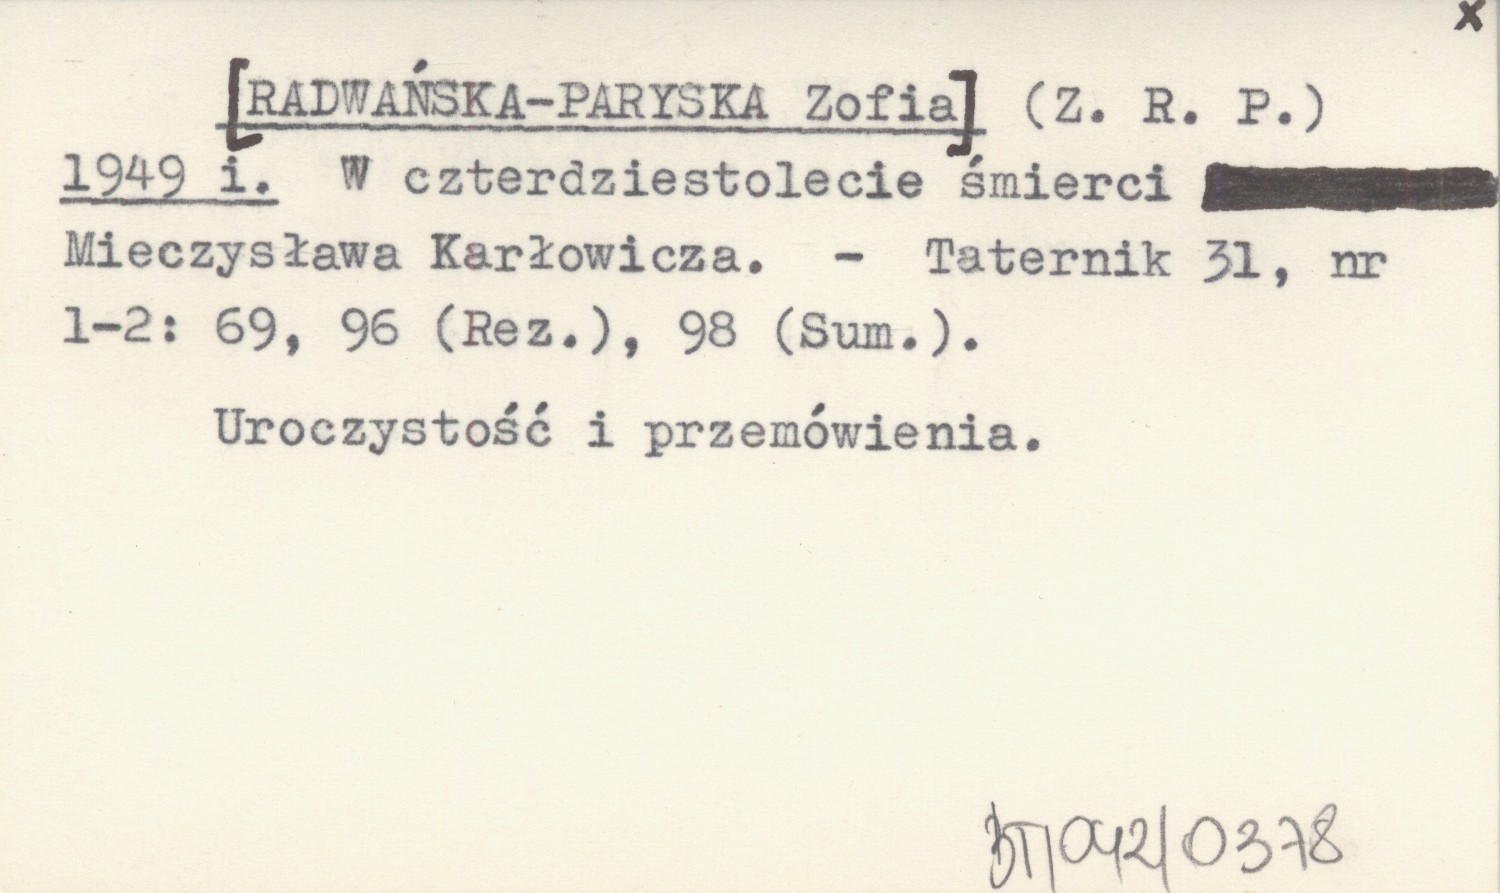 x
[RADWAŃSKA-PARYSKA Zofia] (Z. R. P.)
1949 i. W czterdziestolecie śmierci
Mieczysława Karłowicza. - Taternik 31, nr
1-2: 69, 96 (Rez.), 98 (Sum.).
Uroczystość i przemówienia.
BT/042/0378